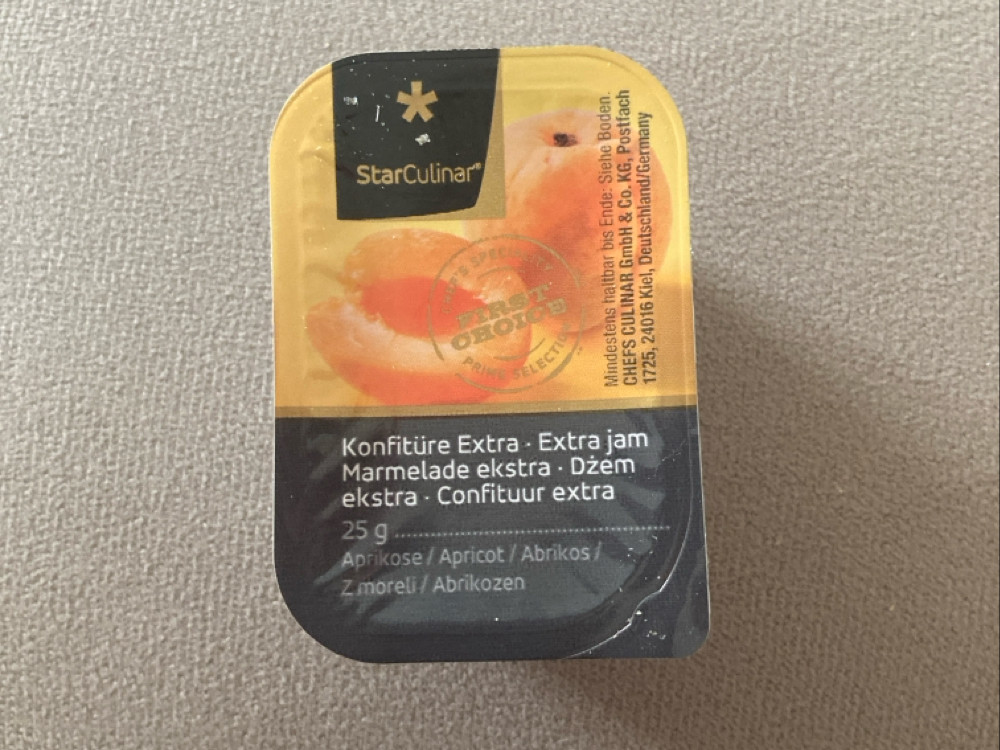 StarCulinar®
Mindestens haltbar bis Ende: Siehe Boden.
CHEFS CULINAR GmbH & Co. KG, Postfach
1725, 24016 Kiel, Deutschland/Germany
FIRST
CHOICE
PRIME SELECTION
Konfitüre Extra · Extra jam
Marmelade ekstra · Dżem
ekstra · Confituur extra
25 g
Aprikose / Apricot / Abrikos /
Z moreli / Abrikozen